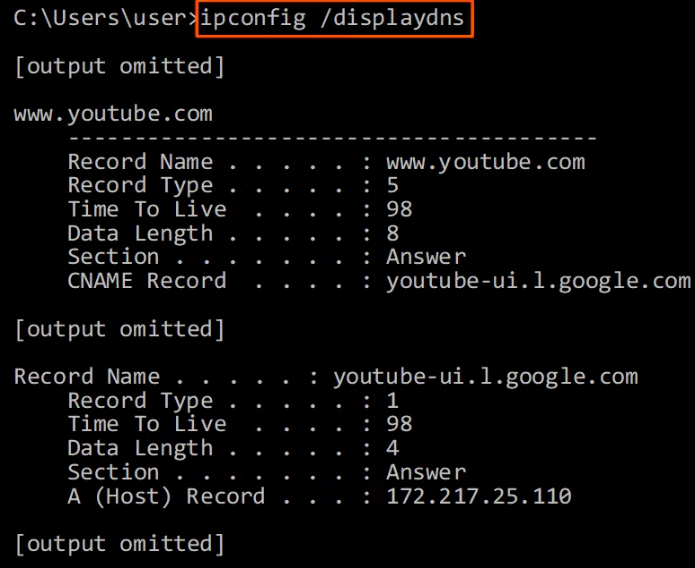 C:\Users\user>ipconfig /displaydns
[output omitted]
www.youtube.com
----------------------------------------
Record Name . . . . . : www.youtube.com
Record Type . . . . . : 5
Time To Live  . . . . : 98
Data Length . . . . . : 8
Section . . . . . . . : Answer
CNAME Record  . . . . : youtube-ui.l.google.com
[output omitted]
Record Name . . . . . : youtube-ui.l.google.com
Record Type . . . . . : 1
Time To Live  . . . . : 98
Data Length . . . . . : 4
Section . . . . . . . : Answer
A (Host) Record . . . : 172.217.25.110
[output omitted]